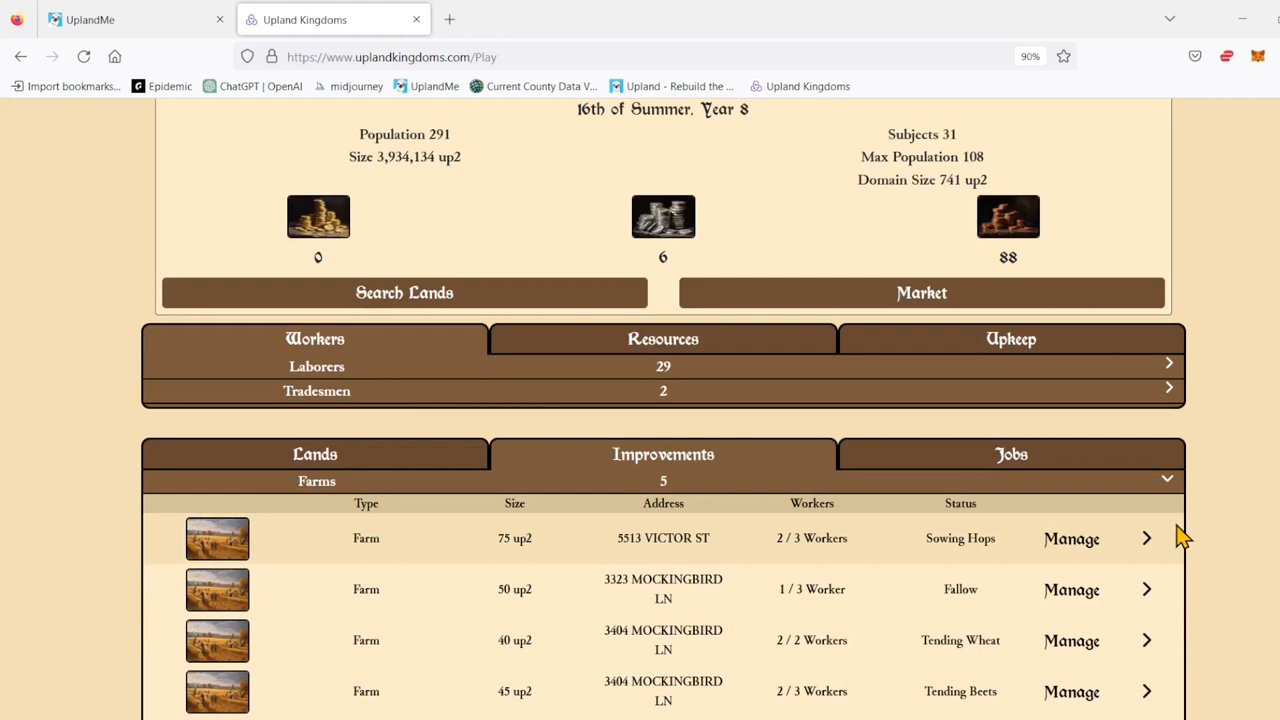 UplandMe
Upland Kingdoms
https://www.uplandkingdoms.com/Play
90%
Import bookmarks...
Epidemic
ChatGPT | OpenAI
midjourney
UplandMe
Current County Data V...
Upland - Rebuild the ...
Upland Kingdoms
16th of Summer, Year 8
Population 291
Subjects 31
Size 3,934,134 up2
Max Population 108
Domain Size 741 up2
0
6
88
Search Lands
Market
Workers
Resources
Upkeep
Laborers 29
Tradesmen 2
Lands
Improvements
Jobs
Farms 5
Type Size Address Workers Status
Farm 75 up2 5513 VICTOR ST 2 / 3 Workers Sowing Hops Manage
Farm 50 up2 3323 MOCKINGBIRD 1 / 3 Worker Fallow Manage
LN
Farm 40 up2 3404 MOCKINGBIRD 2 / 2 Workers Tending Wheat Manage
LN
Farm 45 up2 3404 MOCKINGBIRD 2 / 3 Workers Tending Beets Manage
LN